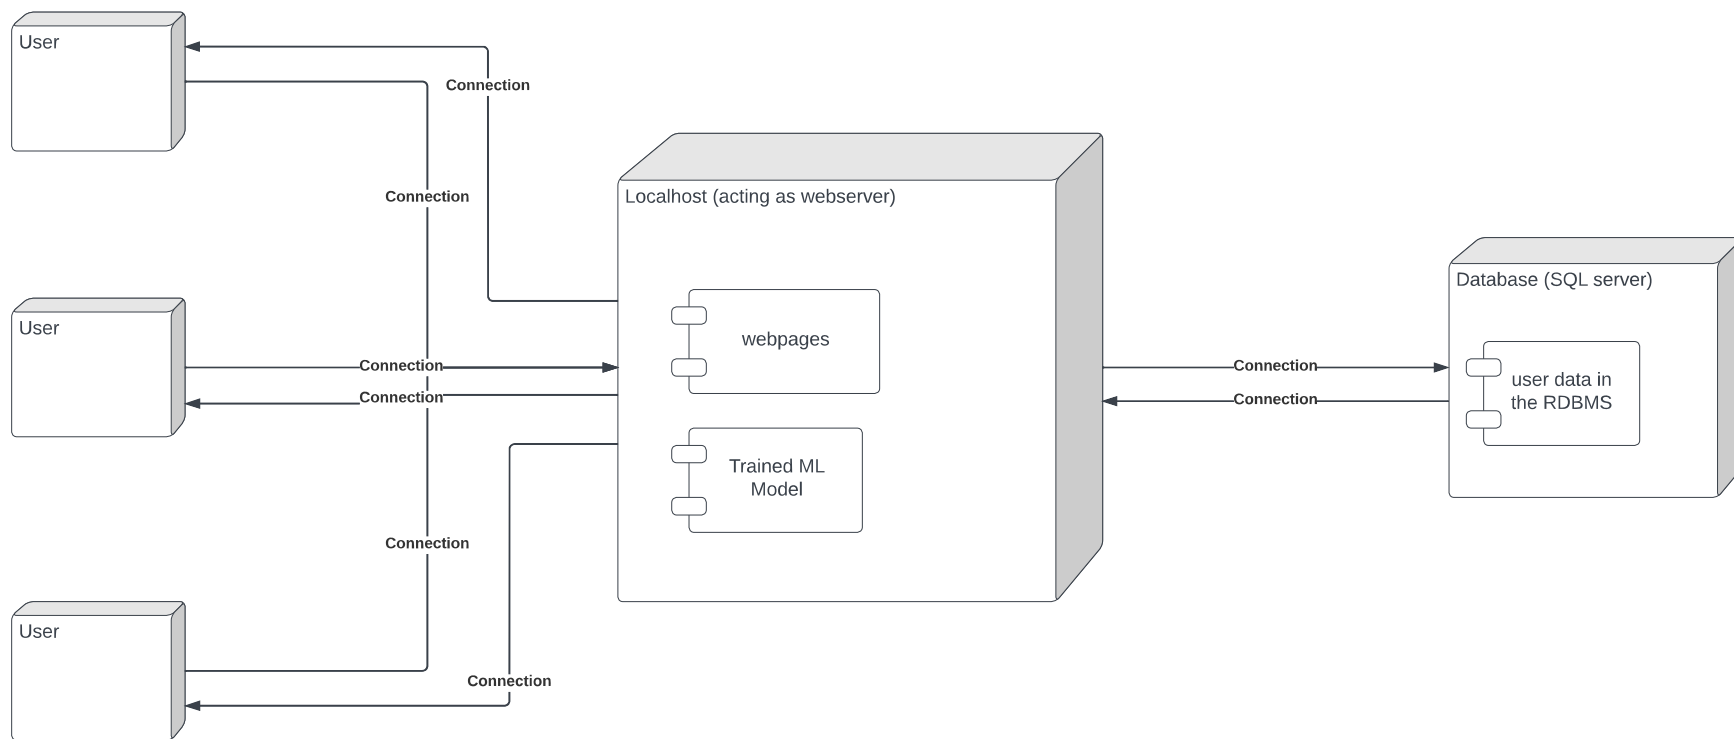 User
Connection
Connection
Localhost (acting as webserver)
Database (SQL server)
webpages
User
Connection
Connection
Connection
Connection
user data in
the RDBMS
Trained ML
Model
Connection
User
Connection